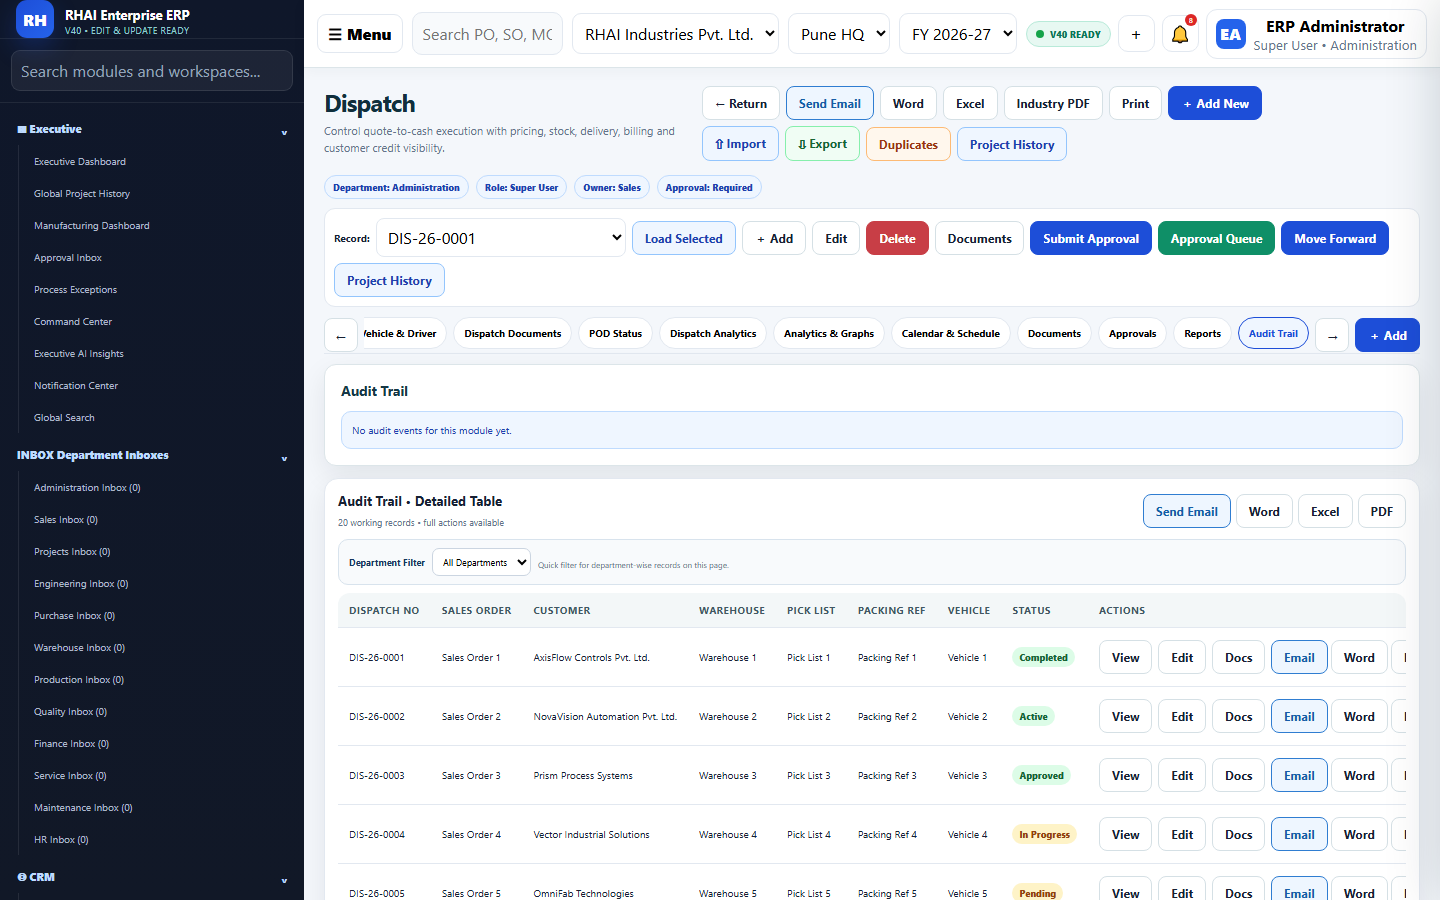 RH
RHAI Enterprise ERP
V40 • EDIT & UPDATE READY
Search modules and workspaces...
Executive
Executive Dashboard
Global Project History
Manufacturing Dashboard
Approval Inbox
Process Exceptions
Command Center
Executive AI Insights
Notification Center
Global Search
INBOX Department Inboxes
Administration Inbox (0)
Sales Inbox (0)
Projects Inbox (0)
Engineering Inbox (0)
Purchase Inbox (0)
Warehouse Inbox (0)
Production Inbox (0)
Quality Inbox (0)
Finance Inbox (0)
Service Inbox (0)
Maintenance Inbox (0)
HR Inbox (0)
CRM
☰ Menu
Search PO, SO, MO
RHAI Industries Pvt. Ltd.
Pune HQ
FY 2026-27
V40 READY
+
8
EA
ERP Administrator
Super User • Administration
Dispatch
Control quote-to-cash execution with pricing, stock, delivery, billing and
customer credit visibility.
← Return
Send Email
Word
Excel
Industry PDF
Print
+ Add New
⇧ Import
⇩ Export
Duplicates
Project History
Department: Administration
Role: Super User
Owner: Sales
Approval: Required
Record:
DIS-26-0001
Load Selected
+ Add
Edit
Delete
Documents
Submit Approval
Approval Queue
Move Forward
Project History
←
Vehicle & Driver
Dispatch Documents
POD Status
Dispatch Analytics
Analytics & Graphs
Calendar & Schedule
Documents
Approvals
Reports
Audit Trail
→
+ Add
Audit Trail
No audit events for this module yet.
Audit Trail • Detailed Table
20 working records • full actions available
Send Email
Word
Excel
PDF
Department Filter
All Departments
Quick filter for department-wise records on this page.
DISPATCH NO SALES ORDER CUSTOMER WAREHOUSE PICK LIST PACKING REF VEHICLE STATUS ACTIONS
DIS-26-0001 Sales Order 1 AxisFlow Controls Pvt. Ltd. Warehouse 1 Pick List 1 Packing Ref 1 Vehicle 1 Completed View Edit Docs Email Word
DIS-26-0002 Sales Order 2 NovaVision Automation Pvt. Ltd. Warehouse 2 Pick List 2 Packing Ref 2 Vehicle 2 Active View Edit Docs Email Word
DIS-26-0003 Sales Order 3 Prism Process Systems Warehouse 3 Pick List 3 Packing Ref 3 Vehicle 3 Approved View Edit Docs Email Word
DIS-26-0004 Sales Order 4 Vector Industrial Solutions Warehouse 4 Pick List 4 Packing Ref 4 Vehicle 4 In Progress View Edit Docs Email Word
DIS-26-0005 Sales Order 5 OmniFab Technologies Warehouse 5 Pick List 5 Packing Ref 5 Vehicle 5 Pending View Edit Docs Email Word